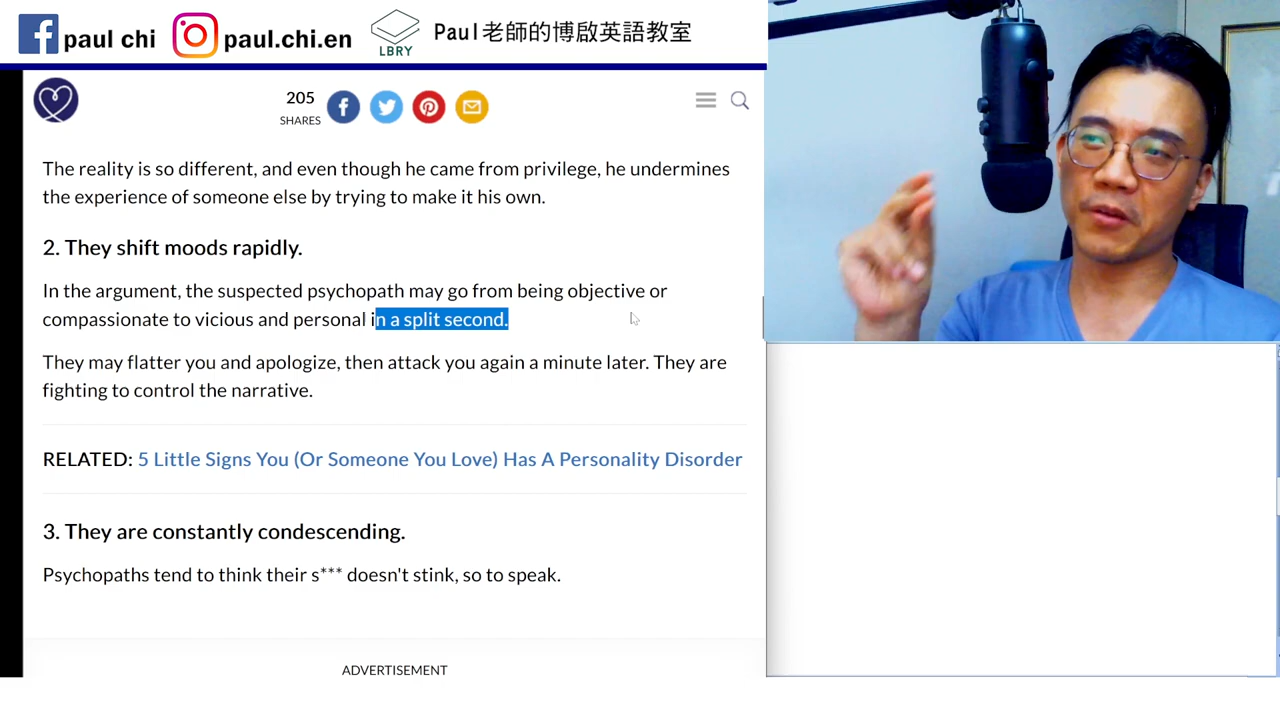 paul chi
paul.chi.en
LBRY
Paul老師的博啟英語教室
205
SHARES
The reality is so different, and even though he came from privilege, he undermines
the experience of someone else by trying to make it his own.
2. They shift moods rapidly.
In the argument, the suspected psychopath may go from being objective or
compassionate to vicious and personal in a split second.
They may flatter you and apologize, then attack you again a minute later. They are
fighting to control the narrative.
RELATED: 5 Little Signs You (Or Someone You Love) Has A Personality Disorder
3. They are constantly condescending.
Psychopaths tend to think their s*** doesn't stink, so to speak.
ADVERTISEMENT